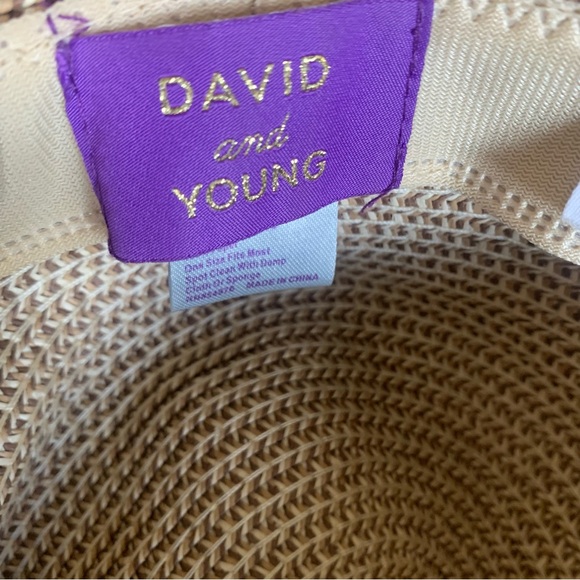 DAVID
and
YOUNG
One Size Fits Most
Spot Clean With Damp
Cloth Or Sponge
MADE IN CHINA